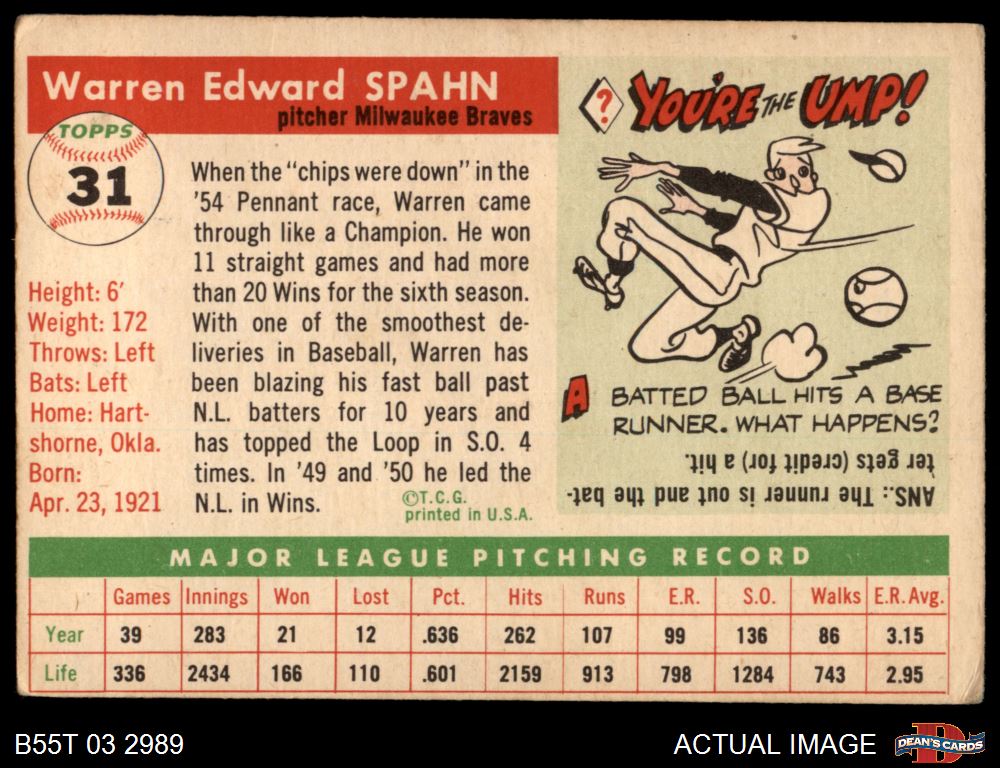 Warren Edward SPAHN
pitcher Milwaukee Braves
TOPPS
31
Height: 6'
Weight: 172
Throws: Left
Bats: Left
Home: Hart-
shorne, Okla.
Born:
Apr. 23, 1921
When the "chips were down" in the
'54 Pennant race, Warren came
through like a Champion. He won
11 straight games and had more
than 20 Wins for the sixth season.
With one of the smoothest de-
liveries in Baseball, Warren has
been blazing his fast ball past
N.L. batters for 10 years and
has topped the Loop in S.O. 4
times. In '49 and '50 he led the
N.L. in Wins.
©T.C.G.
printed in U.S.A.
? YOU'RE THE UMP!
A BATTED BALL HITS A BASE
RUNNER. WHAT HAPPENS?
ANS.: The runner is out and the bat-
ter gets (credit for) a hit.
MAJOR LEAGUE PITCHING RECORD
Games Innings Won Lost Pct. Hits Runs E.R. S.O. Walks E.R. Avg.
Year 39 283 21 12 .636 262 107 99 136 86 3.15
Life 336 2434 166 110 .601 2159 913 798 1284 743 2.95
B55T 03 2989
ACTUAL IMAGE
D
DEAN'S CARDS